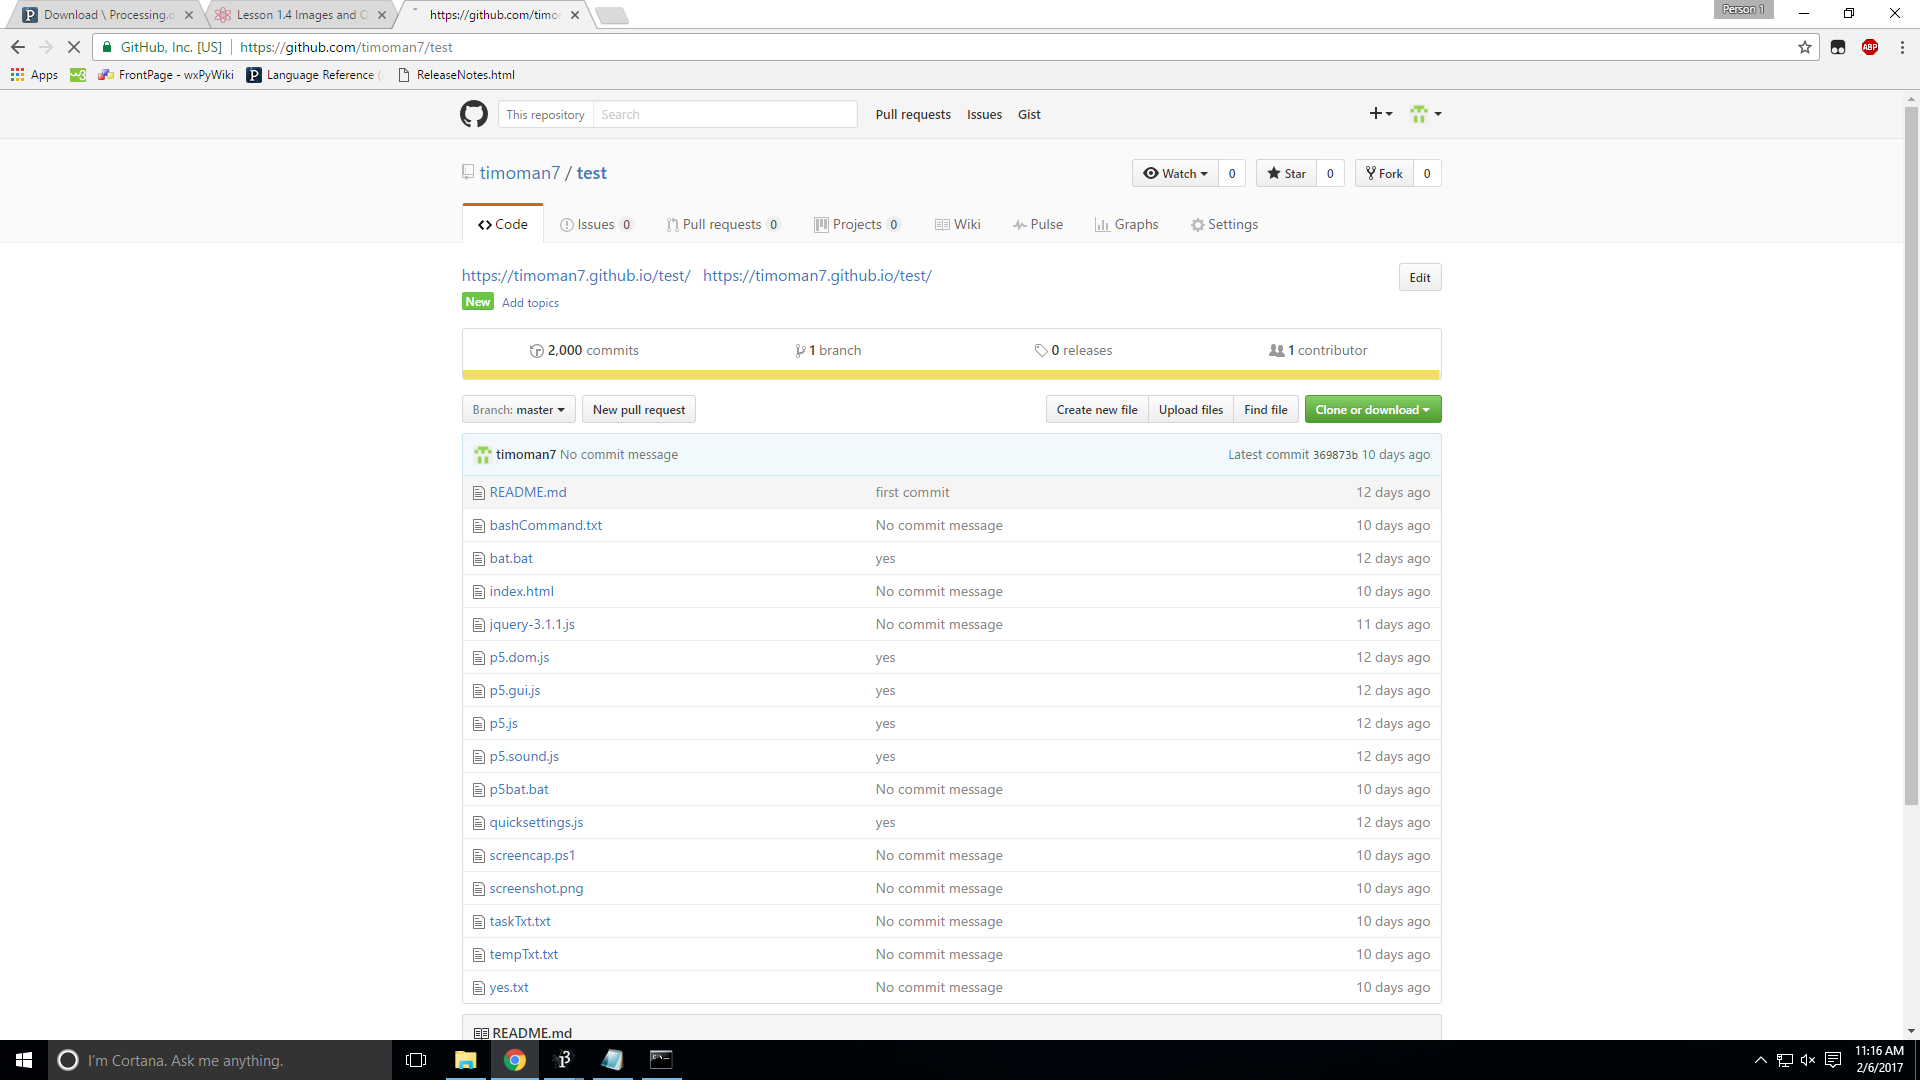 Download \ Processing.o
Lesson 1.4 Images and O
https://github.com/timo
Person 1
GitHub, Inc. [US] https://github.com/timoman7/test
ABP
Apps
FrontPage - wxPyWiki
Language Reference (
ReleaseNotes.html
This repository Search
Pull requests Issues Gist
timoman7 / test
Watch 0 Star 0 Fork 0
Code Issues 0 Pull requests 0 Projects 0 Wiki Pulse Graphs Settings
https://timoman7.github.io/test/ https://timoman7.github.io/test/
Edit
New Add topics
2,000 commits 1 branch 0 releases 1 contributor
Branch: master New pull request Create new file Upload files Find file Clone or download
timoman7 No commit message Latest commit 369873b 10 days ago
README.md first commit 12 days ago
bashCommand.txt No commit message 10 days ago
bat.bat yes 12 days ago
index.html No commit message 10 days ago
jquery-3.1.1.js No commit message 11 days ago
p5.dom.js yes 12 days ago
p5.gui.js yes 12 days ago
p5.js yes 12 days ago
p5.sound.js yes 12 days ago
p5bat.bat No commit message 10 days ago
quicksettings.js yes 12 days ago
screencap.ps1 No commit message 10 days ago
screenshot.png No commit message 10 days ago
taskTxt.txt No commit message 10 days ago
tempTxt.txt No commit message 10 days ago
yes.txt No commit message 10 days ago
README.md
I'm Cortana. Ask me anything.
11:16 AM
2/6/2017